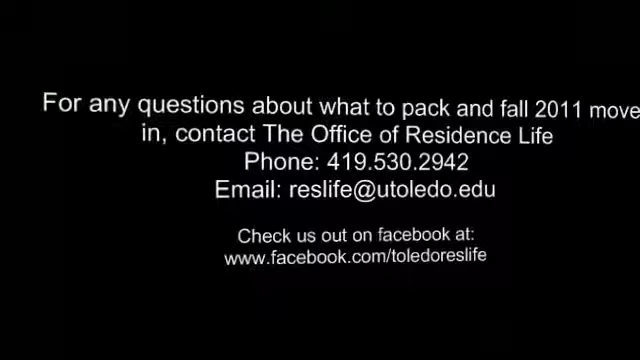 For any questions about what to pack and fall 2011 move
in, contact The Office of Residence Life
Phone: 419.530.2942
Email: reslife@utoledo.edu
Check us out on facebook at:
www.facebook.com/toledoreslife